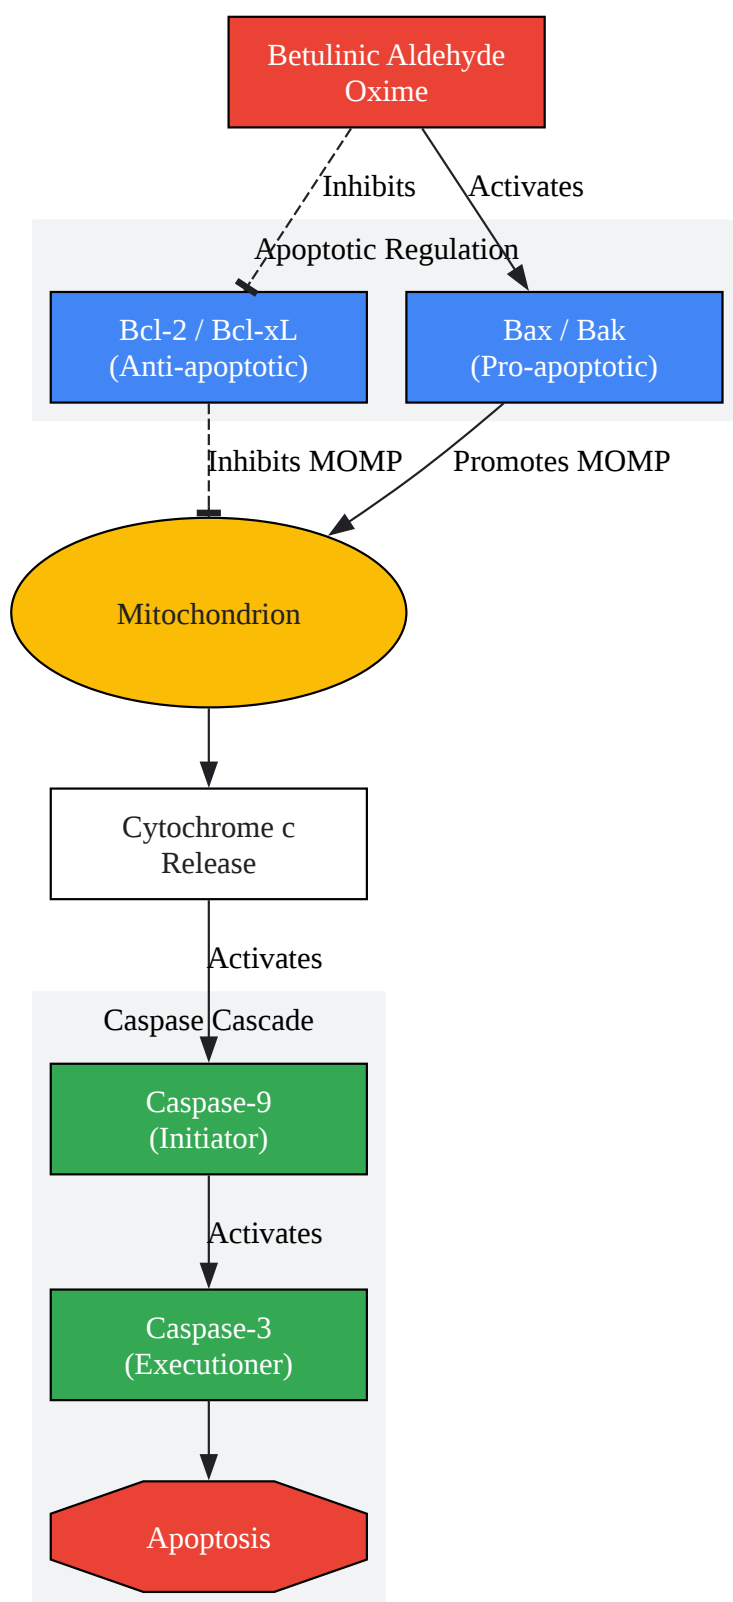 Betulinic Aldehyde
Oxime
Inhibits
Activates
Apoptotic Regulation
Bcl-2 / Bcl-xL
(Anti-apoptotic)
Bax / Bak
(Pro-apoptotic)
Inhibits MOMP
Promotes MOMP
Mitochondrion
Cytochrome c
Release
Activates
Caspase Cascade
Caspase-9
(Initiator)
Activates
Caspase-3
(Executioner)
Apoptosis